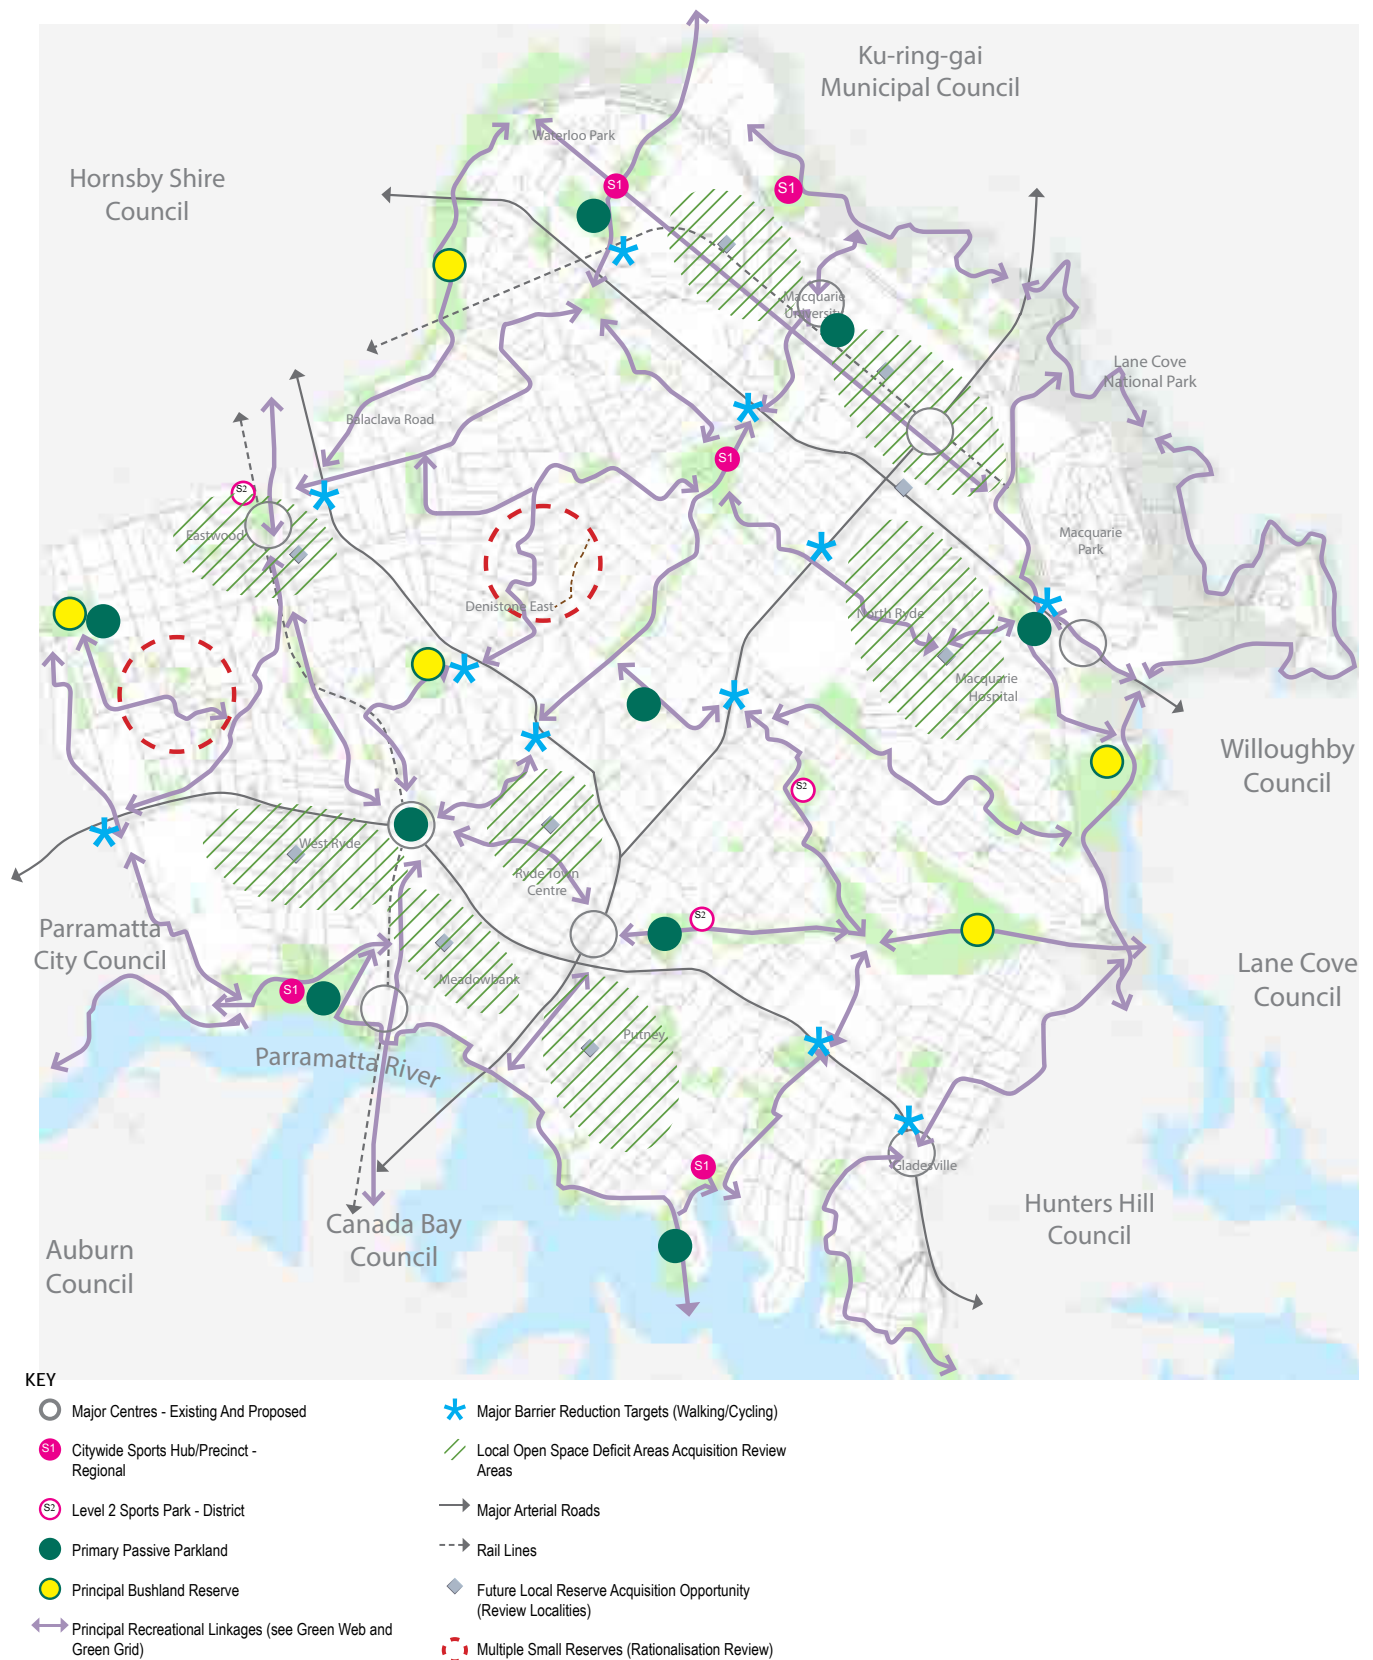 Ku-ring-gai
Municipal Council
Waterloo Park
Hornsby Shire
Council
S1
S1
Macquarie
University
Lane Cove
National Park
Balaclava Road
S1
S2
Eastwood
Macquarie
Park
Denistone East
North Ryde
Macquarie
Hospital
Willoughby
Council
S2
West Ryde
Ryde Town
Centre
S2
Parramatta
City Council
Lane Cove
Council
Meadowbank
S1
Putney
Parramatta River
S1
Gladesville
Hunters Hill
Council
Canada Bay
Council
Auburn
Council
KEY
Major Centres - Existing And Proposed
S1
Citywide Sports Hub/Precinct -
Regional
S2
Level 2 Sports Park - District
Primary Passive Parkland
Principal Bushland Reserve
Principal Recreational Linkages (see Green Web and
Green Grid)
Major Barrier Reduction Targets (Walking/Cycling)
Local Open Space Deficit Areas Acquisition Review
Areas
Major Arterial Roads
Rail Lines
Future Local Reserve Acquisition Opportunity
(Review Localities)
Multiple Small Reserves (Rationalisation Review)